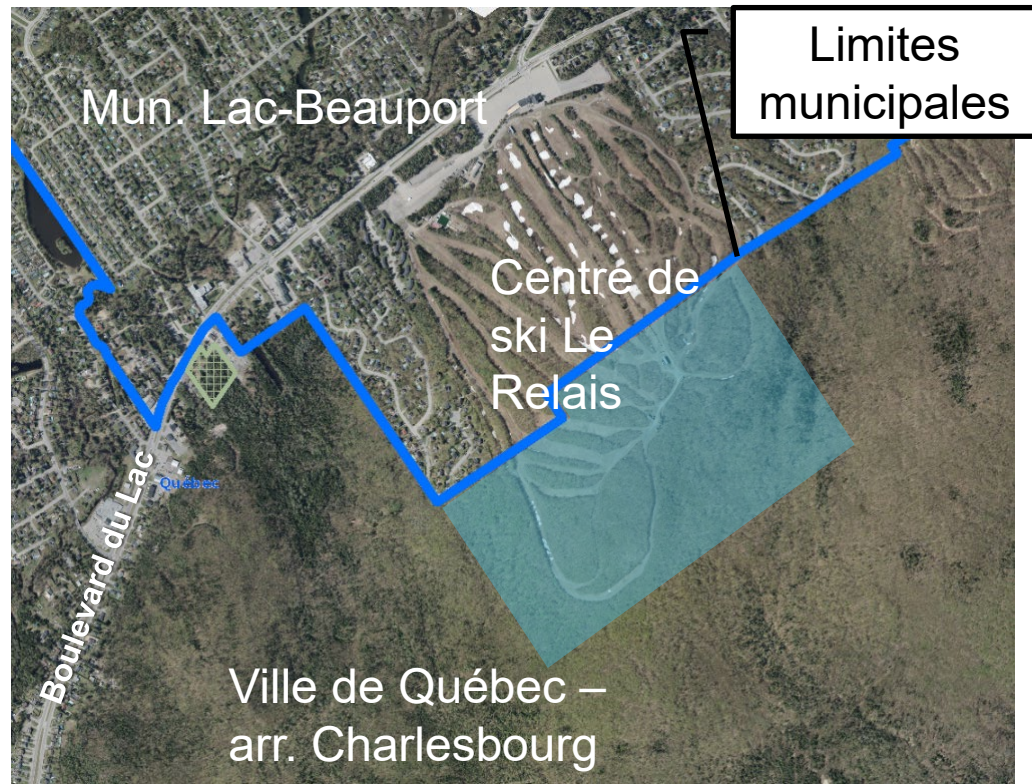 Limites
municipales
Mun. Lac-Beauport
Centre de
ski Le
Relais
Québec
Boulevard du Lac
Ville de Québec –
arr. Charlesbourg